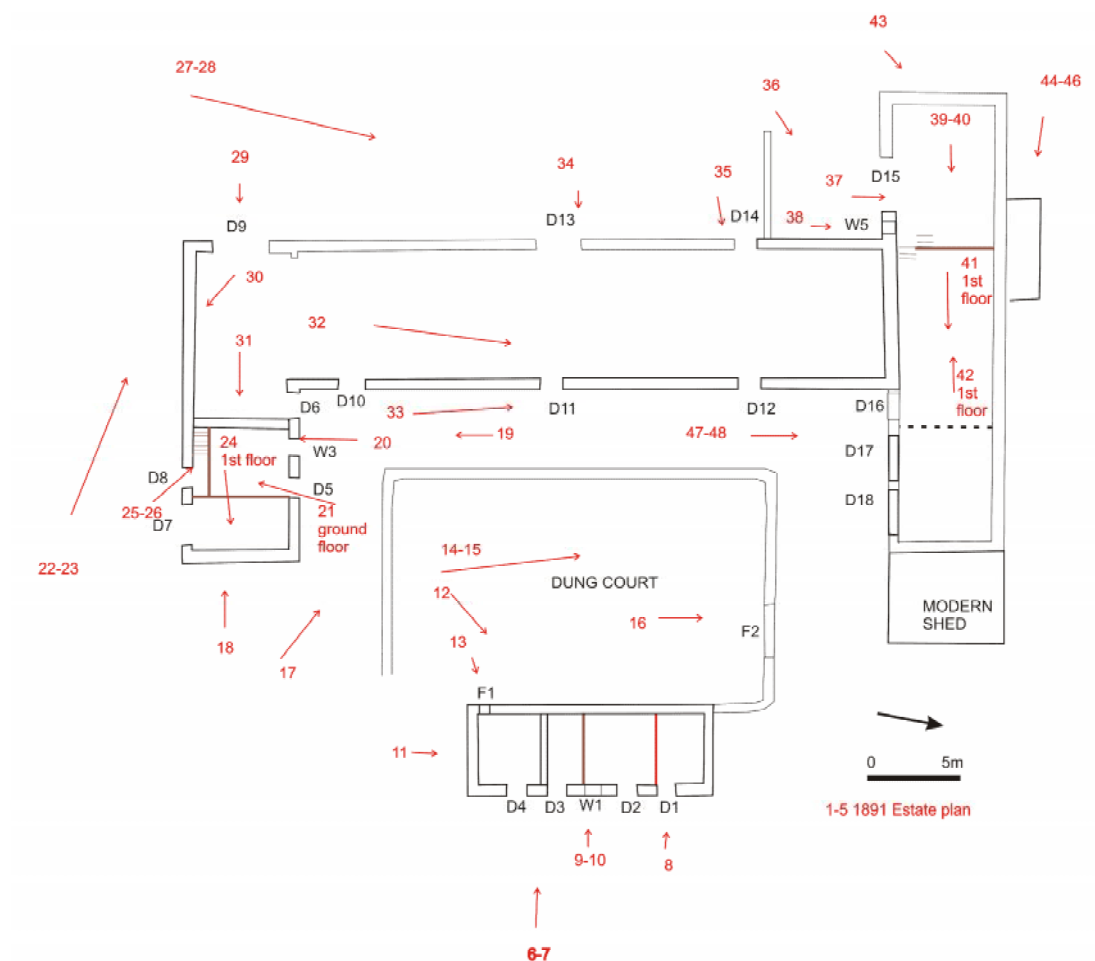 43
27-28
44-46
36
39-40
29
34
35
D15
37
D9
D13
D14
38
W5
30
41
1st
floor
31
32
42
1st
floor
D6
D10
33
D11
D12
D16
19
47-48
20
24
1st floor
W3
D17
D8
D5
D18
25-26
21
ground
floor
D7
14-15
22-23
DUNG COURT
12
16
MODERN
SHED
F2
13
18
17
F1
11
0
5m
D4
D3
W1
D2
D1
1-5 1891 Estate plan
9-10
8
6-7